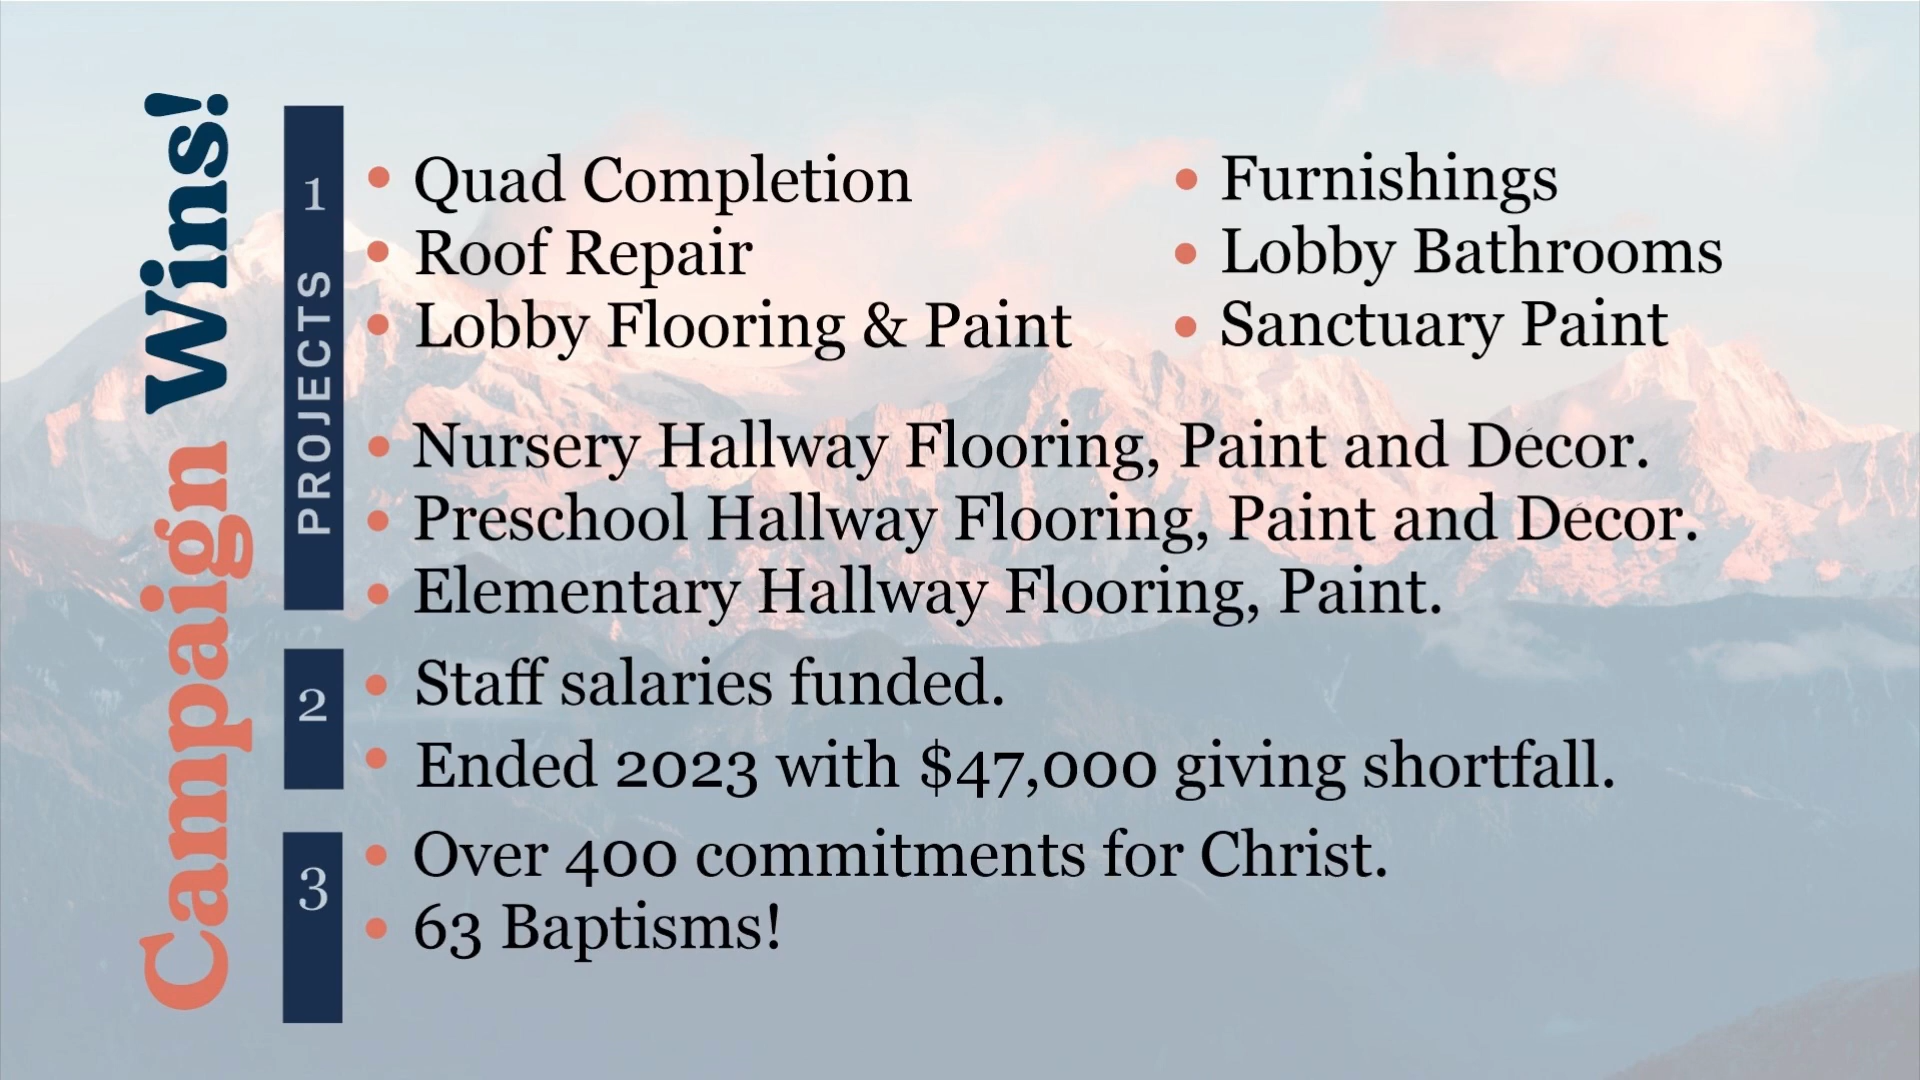 Campaign Wins!
1 PROJECTS
• Quad Completion
• Roof Repair
• Lobby Flooring & Paint
• Furnishings
• Lobby Bathrooms
• Sanctuary Paint
• Nursery Hallway Flooring, Paint and Décor.
• Preschool Hallway Flooring, Paint and Décor.
• Elementary Hallway Flooring, Paint.
2
• Staff salaries funded.
• Ended 2023 with $47,000 giving shortfall.
3
• Over 400 commitments for Christ.
• 63 Baptisms!